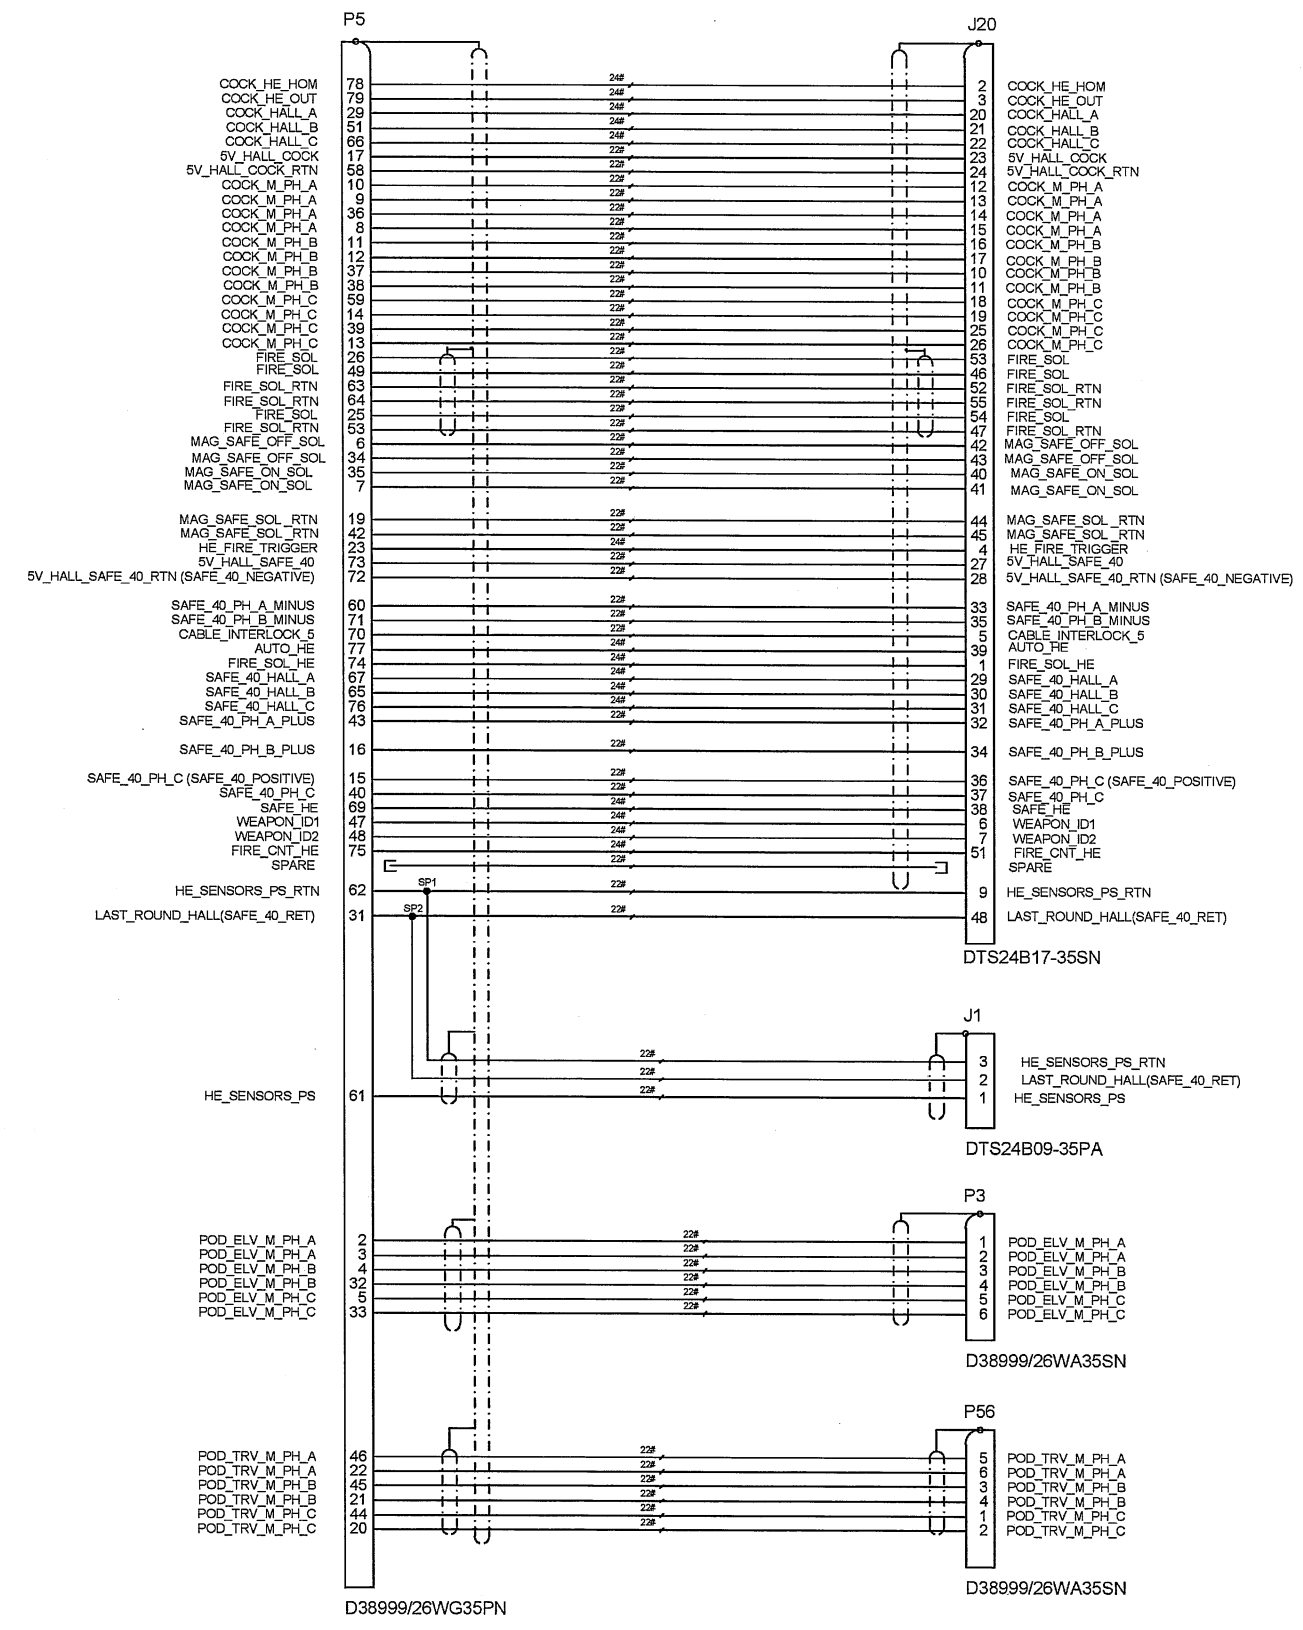 P5 J20
COCK_HE_HOM 78 24# 2 COCK_HE_HOM
COCK_HE_OUT 79 24# 3 COCK_HE_OUT
COCK_HALL_A 29 24# 20 COCK_HALL_A
COCK_HALL_B 51 24# 21 COCK_HALL_B
COCK_HALL_C 66 24# 22 COCK_HALL_C
5V_HALL_COCK 17 22# 23 5V_HALL_COCK
5V_HALL_COCK_RTN 58 22# 24 5V_HALL_COCK_RTN
COCK_M_PH_A 10 22# 12 COCK_M_PH_A
COCK_M_PH_A 9 22# 13 COCK_M_PH_A
COCK_M_PH_A 36 22# 14 COCK_M_PH_A
COCK_M_PH_A 8 22# 15 COCK_M_PH_A
COCK_M_PH_B 11 22# 16 COCK_M_PH_B
COCK_M_PH_B 12 22# 17 COCK_M_PH_B
COCK_M_PH_B 37 22# 10 COCK_M_PH_B
COCK_M_PH_B 38 22# 11 COCK_M_PH_B
COCK_M_PH_C 59 22# 18 COCK_M_PH_C
COCK_M_PH_C 14 22# 19 COCK_M_PH_C
COCK_M_PH_C 39 22# 25 COCK_M_PH_C
COCK_M_PH_C 13 22# 26 COCK_M_PH_C
FIRE_SOL 26 22# 53 FIRE_SOL
FIRE_SOL 49 22# 46 FIRE_SOL
FIRE_SOL_RTN 63 22# 52 FIRE_SOL_RTN
FIRE_SOL_RTN 64 22# 55 FIRE_SOL_RTN
FIRE_SOL 25 22# 54 FIRE_SOL
FIRE_SOL_RTN 53 22# 47 FIRE_SOL_RTN
MAG_SAFE_OFF_SOL 6 22# 42 MAG_SAFE_OFF_SOL
MAG_SAFE_OFF_SOL 34 22# 43 MAG_SAFE_OFF_SOL
MAG_SAFE_ON_SOL 35 22# 40 MAG_SAFE_ON_SOL
MAG_SAFE_ON_SOL 7 22# 41 MAG_SAFE_ON_SOL
MAG_SAFE_SOL _RTN 19 22# 44 MAG_SAFE_SOL _RTN
MAG_SAFE_SOL _RTN 42 22# 45 MAG_SAFE_SOL _RTN
HE_FIRE_TRIGGER 23 24# 4 HE_FIRE_TRIGGER
5V_HALL_SAFE_40 73 22# 27 5V_HALL_SAFE_40
5V_HALL_SAFE_40_RTN (SAFE_40_NEGATIVE) 72 22# 28 5V_HALL_SAFE_40_RTN (SAFE_40_NEGATIVE)
SAFE_40_PH_A_MINUS 60 22# 33 SAFE_40_PH_A_MINUS
SAFE_40_PH_B_MINUS 71 22# 35 SAFE_40_PH_B_MINUS
CABLE_INTERLOCK_5 70 22# 5 CABLE_INTERLOCK_5
AUTO_HE 77 24# 39 AUTO_HE
FIRE_SOL_HE 74 24# 1 FIRE_SOL_HE
SAFE_40_HALL_A 67 24# 29 SAFE_40_HALL_A
SAFE_40_HALL_B 65 24# 30 SAFE_40_HALL_B
SAFE_40_HALL_C 76 24# 31 SAFE_40_HALL_C
SAFE_40_PH_A_PLUS 43 22# 32 SAFE_40_PH_A_PLUS
SAFE_40_PH_B_PLUS 16 22# 34 SAFE_40_PH_B_PLUS
SAFE_40_PH_C (SAFE_40_POSITIVE) 15 22# 36 SAFE_40_PH_C (SAFE_40_POSITIVE)
SAFE_40_PH_C 40 22# 37 SAFE_40_PH_C
SAFE_HE 69 24# 38 SAFE_HE
WEAPON_ID1 47 24# 6 WEAPON_ID1
WEAPON_ID2 48 24# 7 WEAPON_ID2
FIRE_CNT_HE 75 24# 51 FIRE_CNT_HE
SPARE 22# SPARE
HE_SENSORS_PS_RTN 62 SP1 22# 9 HE_SENSORS_PS_RTN
LAST_ROUND_HALL(SAFE_40_RET) 31 SP2 22# 48 LAST_ROUND_HALL(SAFE_40_RET)
DTS24B17-35SN
J1
22# 3 HE_SENSORS_PS_RTN
22# 2 LAST_ROUND_HALL(SAFE_40_RET)
HE_SENSORS_PS 61 22# 1 HE_SENSORS_PS
DTS24B09-35PA
P3
POD_ELV_M_PH_A 2 22# 1 POD_ELV_M_PH_A
POD_ELV_M_PH_A 3 22# 2 POD_ELV_M_PH_A
POD_ELV_M_PH_B 4 22# 3 POD_ELV_M_PH_B
POD_ELV_M_PH_B 32 22# 4 POD_ELV_M_PH_B
POD_ELV_M_PH_C 5 22# 5 POD_ELV_M_PH_C
POD_ELV_M_PH_C 33 22# 6 POD_ELV_M_PH_C
D38999/26WA35SN
P56
POD_TRV_M_PH_A 46 22# 5 POD_TRV_M_PH_A
POD_TRV_M_PH_A 22 22# 6 POD_TRV_M_PH_A
POD_TRV_M_PH_B 45 22# 3 POD_TRV_M_PH_B
POD_TRV_M_PH_B 21 22# 4 POD_TRV_M_PH_B
POD_TRV_M_PH_C 44 22# 1 POD_TRV_M_PH_C
POD_TRV_M_PH_C 20 22# 2 POD_TRV_M_PH_C
D38999/26WA35SN
D38999/26WG35PN